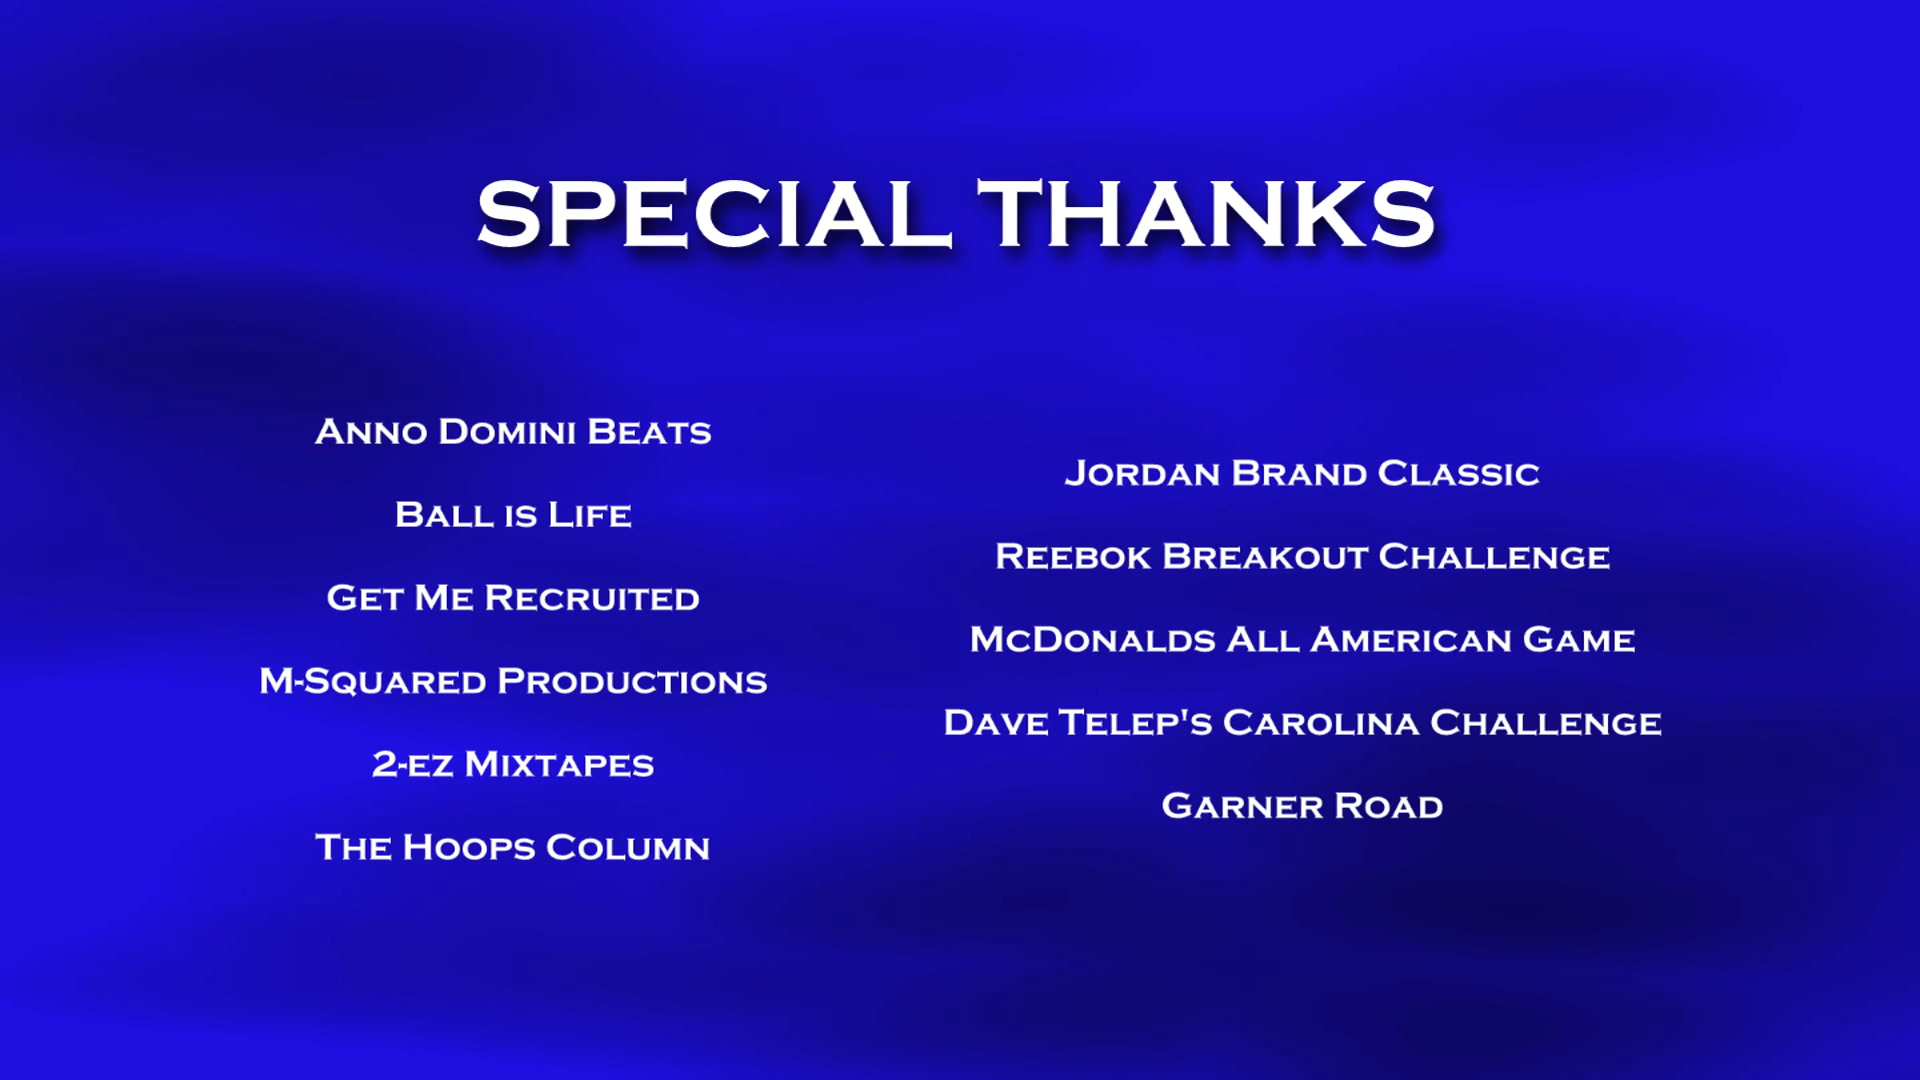 SPECIAL THANKS
Anno Domini Beats
Ball is Life
Get Me Recruited
M-Squared Productions
2-ez Mixtapes
The Hoops Column
Jordan Brand Classic
Reebok Breakout Challenge
McDonalds All American Game
Dave Telep's Carolina Challenge
Garner Road